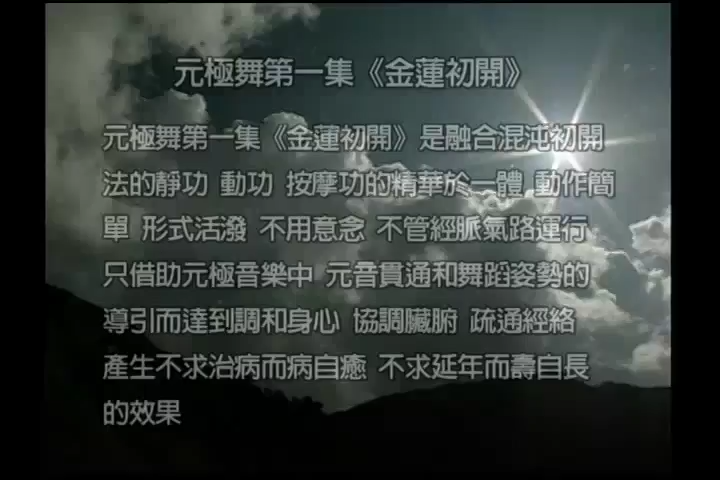 元極舞第一集《金蓮初開》
元極舞第一集《金蓮初開》是融合混沌初開
法的靜功 動功 按摩功的精華於一體 動作簡
單 形式活潑 不用意念 不管經脈氣路運行
只借助元極音樂中 元音貫通和舞蹈姿勢的
導引而達到調和身心 協調臟腑 疏通經絡
產生不求治病而病自癒 不求延年而壽自長
的效果